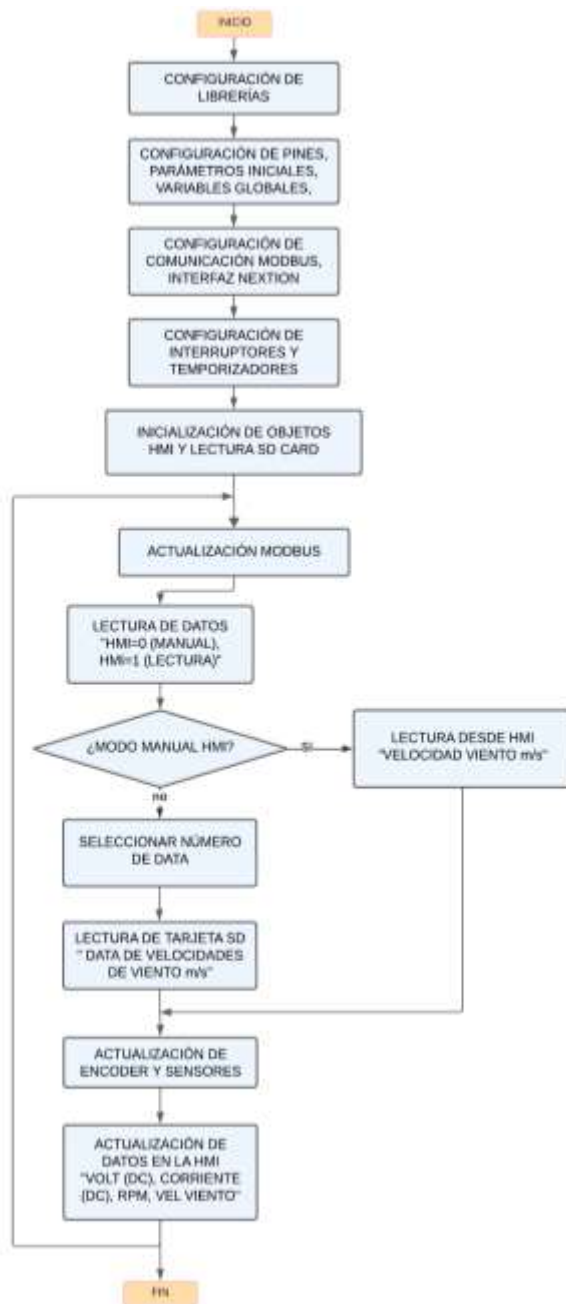 INICIO
CONFIGURACIÓN DE
LIBRERÍAS
CONFIGURACIÓN DE PINES,
PARÁMETROS INICIALES,
VARIABLES GLOBALES,
CONFIGURACIÓN DE
COMUNICACIÓN MODBUS,
INTERFAZ NEXTION
CONFIGURACIÓN DE
INTERRUPTORES Y
TEMPORIZADORES
INICIALIZACIÓN DE OBJETOS
HMI Y LECTURA SD CARD
ACTUALIZACIÓN MODBUS
LECTURA DE DATOS
"HMI=0 (MANUAL),
HMI=1 (LECTURA)"
¿MODO MANUAL HMI?
SI
LECTURA DESDE HMI
"VELOCIDAD VIENTO m/s"
no
SELECCIONAR NÚMERO
DE DATA
LECTURA DE TARJETA SD
" DATA DE VELOCIDADES
DE VIENTO m/s"
ACTUALIZACIÓN DE
ENCODER Y SENSORES
ACTUALIZACIÓN DE
DATOS EN LA HMI
"VOLT (DC), CORRIENTE
(DC), RPM, VEL VIENTO"
FIN